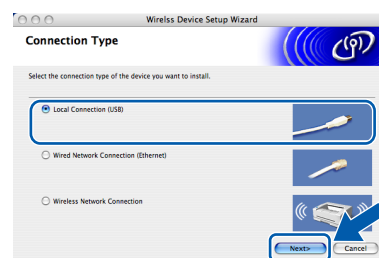 Wirelss Device Setup Wizard
Connection Type
Select the connection type of the device you want to install.
Local Connection (USB)
Wired Network Connection (Ethernet)
Wireless Network Connection
Next>
Cancel